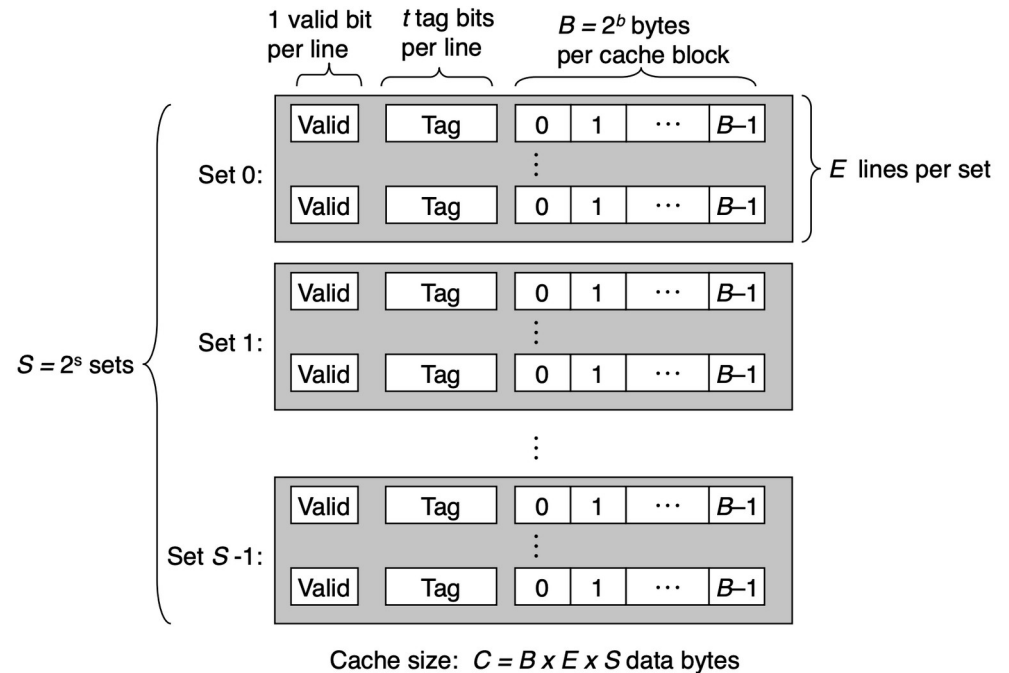 1 valid bit
per line
t tag bits
per line
B = 2ᵇ bytes
per cache block
Valid Tag 0 1 ⋯ B–1
⋮
Set 0:
Valid Tag 0 1 ⋯ B–1
E lines per set
Valid Tag 0 1 ⋯ B–1
⋮
Set 1:
Valid Tag 0 1 ⋯ B–1
S = 2ˢ sets
⋮
Valid Tag 0 1 ⋯ B–1
⋮
Set S -1:
Valid Tag 0 1 ⋯ B–1
Cache size: C = B x E x S data bytes